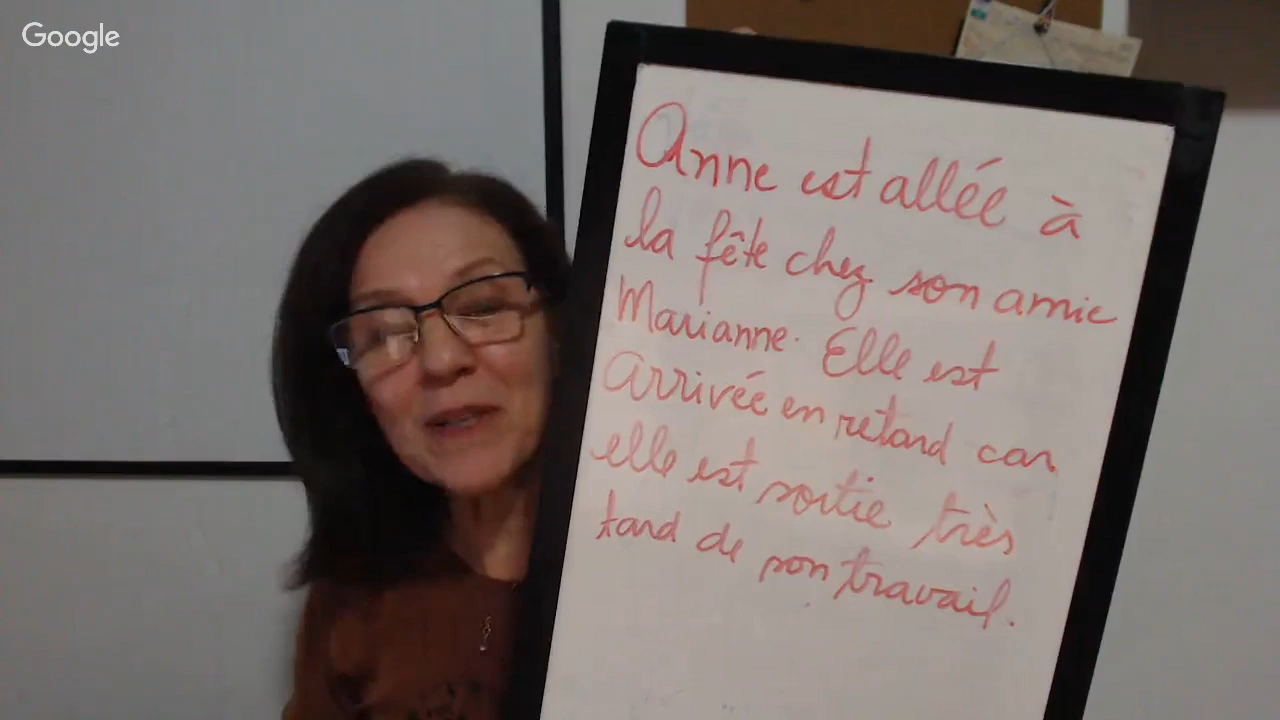 Google
Anne est allée à
la fête chez son amie
Marianne. Elle est
arrivée en retard car
elle est sortie très
tard de son travail.